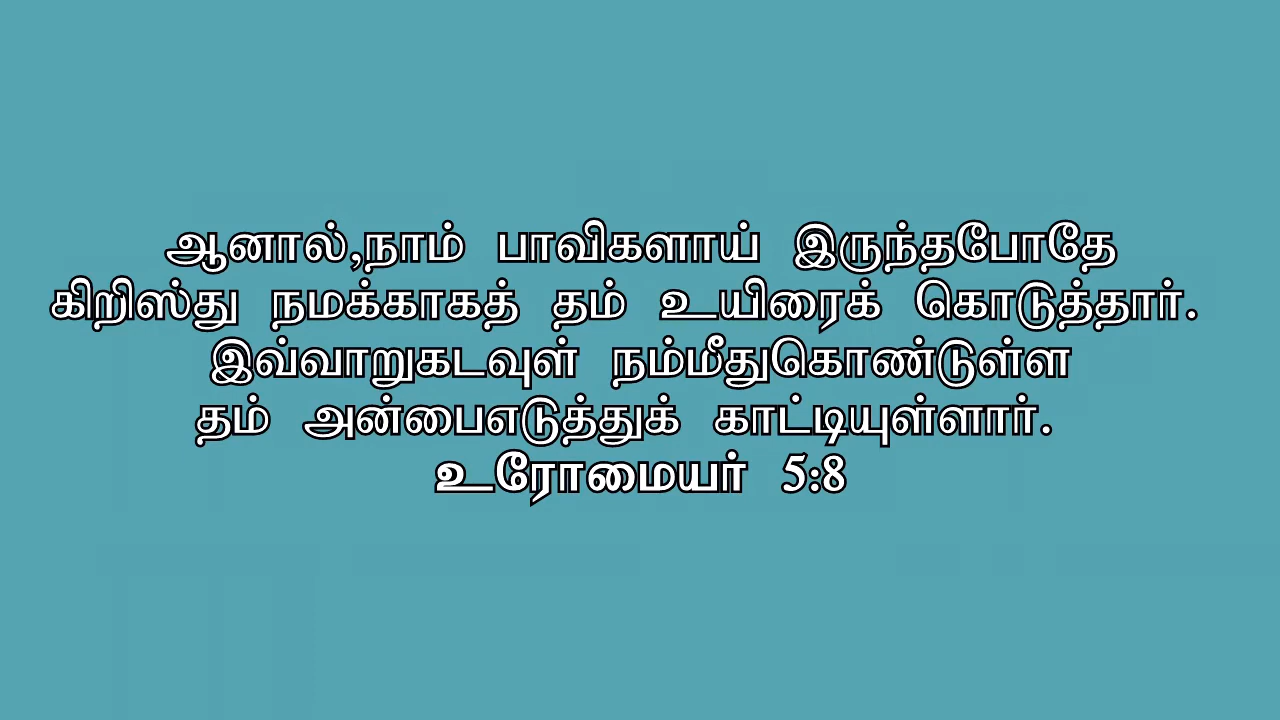 ஆனால்,நாம் பாவிகளாய் இருந்தபோதே
கிறிஸ்து நமக்காகத் தம் உயிரைக் கொடுத்தார்.
இவ்வாறுகடவுள் நம்மீதுகொண்டுள்ள
தம் அன்பைஎடுத்துக் காட்டியுள்ளார்.
உரோமையர் 5:8